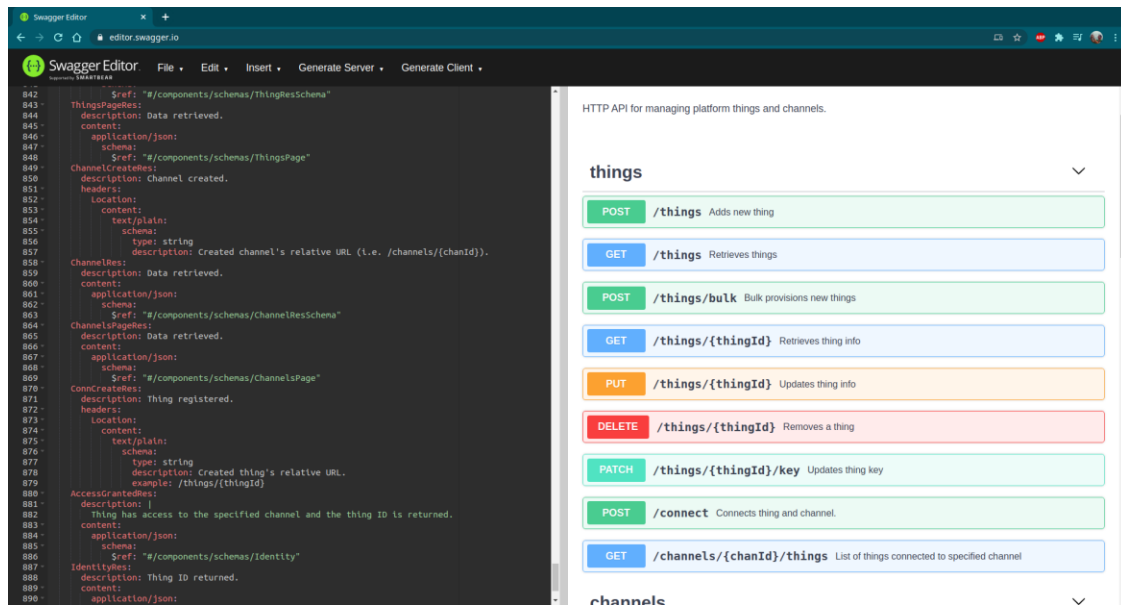 Swagger Editor
editor.swagger.io
Swagger Editor
Supported by SMARTBEAR
File
Edit
Insert
Generate Server
Generate Client
842 $ref: "#/components/schemas/ThingResSchema"
843 ThingsPageRes:
844 description: Data retrieved.
845 content:
846 application/json:
847 schema:
848 $ref: "#/components/schemas/ThingsPage"
849 ChannelCreateRes:
850 description: Channel created.
851 headers:
852 Location:
853 content:
854 text/plain:
855 schema:
856 type: string
857 description: Created channel's relative URL (i.e. /channels/{chanId}).
858 ChannelRes:
859 description: Data retrieved.
860 content:
861 application/json:
862 schema:
863 $ref: "#/components/schemas/ChannelResSchema"
864 ChannelsPageRes:
865 description: Data retrieved.
866 content:
867 application/json:
868 schema:
869 $ref: "#/components/schemas/ChannelsPage"
870 ConnCreateRes:
871 description: Thing registered.
872 headers:
873 Location:
874 content:
875 text/plain:
876 schema:
877 type: string
878 description: Created thing's relative URL.
879 example: /things/{thingId}
880 AccessGrantedRes:
881 description: |
882 Thing has access to the specified channel and the thing ID is returned.
883 content:
884 application/json:
885 schema:
886 $ref: "#/components/schemas/Identity"
887 IdentityRes:
888 description: Thing ID returned.
889 content:
890 application/json:
HTTP API for managing platform things and channels.
things
POST /things Adds new thing
GET /things Retrieves things
POST /things/bulk Bulk provisions new things
GET /things/{thingId} Retrieves thing info
PUT /things/{thingId} Updates thing info
DELETE /things/{thingId} Removes a thing
PATCH /things/{thingId}/key Updates thing key
POST /connect Connects thing and channel.
GET /channels/{chanId}/things List of things connected to specified channel
channels